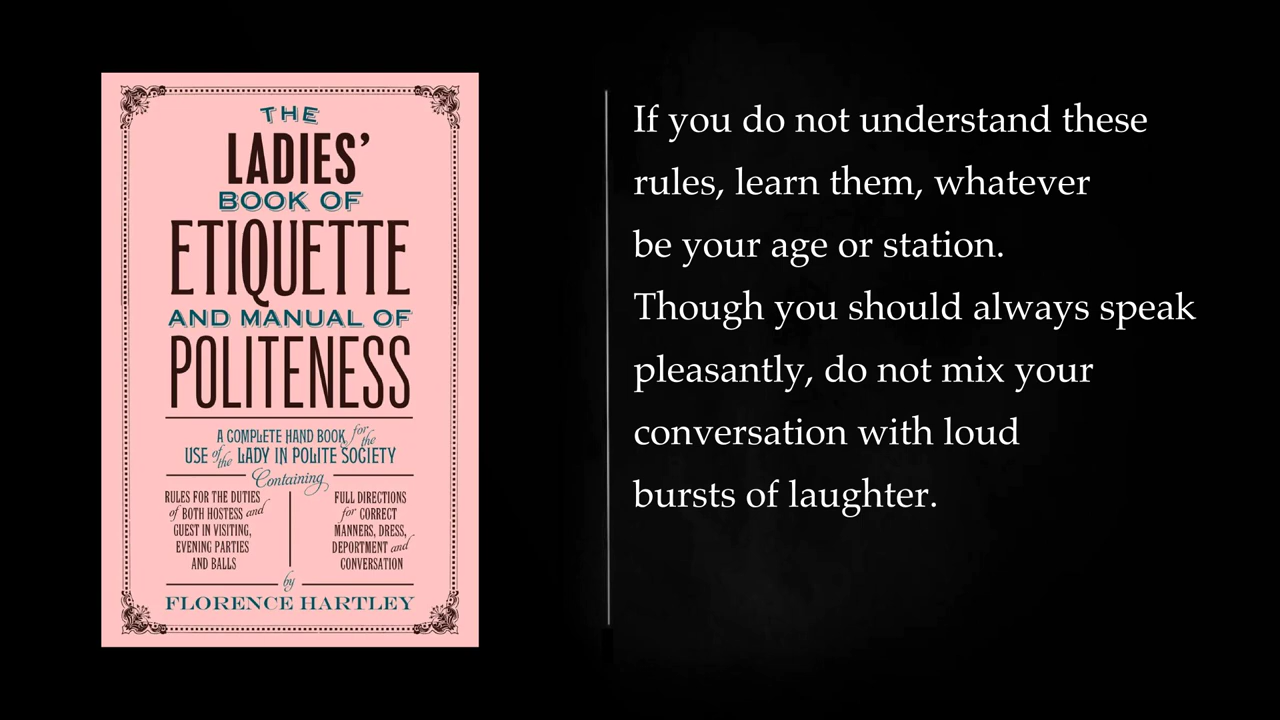 THE
LADIES'
BOOK OF
ETIQUETTE
AND MANUAL OF
POLITENESS
A COMPLETE HAND BOOK for the
USE of the LADY IN POLITE SOCIETY
Containing
RULES FOR THE DUTIES
of BOTH HOSTESS and
GUEST IN VISITING,
EVENING PARTIES
AND BALLS
FULL DIRECTIONS
for CORRECT
MANNERS, DRESS,
DEPORTMENT and
CONVERSATION
by
FLORENCE HARTLEY
If you do not understand these
rules, learn them, whatever
be your age or station.
Though you should always speak
pleasantly, do not mix your
conversation with loud
bursts of laughter.